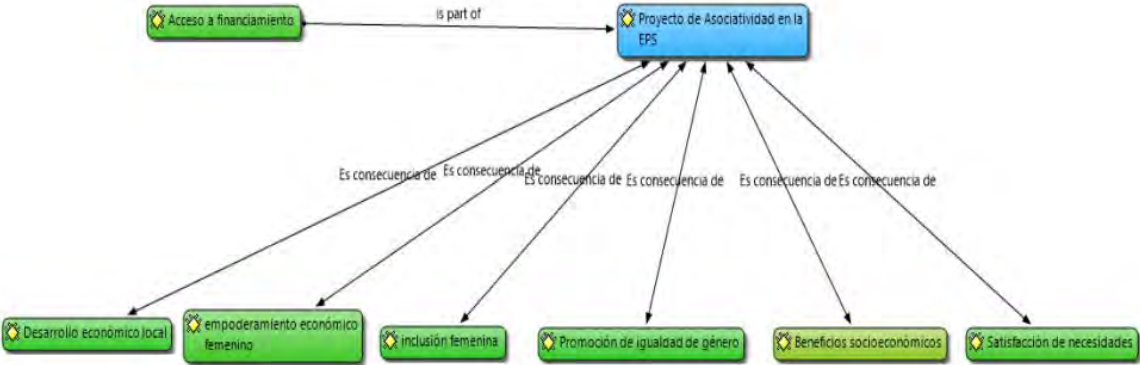 Acceso a financiamiento
is part of
Proyecto de Asociatividad en la
EPS
Es consecuencia de
Es consecuencia de
Es consecuencia de
Es consecuencia de
Es consecuencia de
Es consecuencia de
Desarrollo económico local
empoderamiento económico
femenino
inclusión femenina
Promoción de igualdad de género
Beneficios socioeconómicos
Satisfacción de necesidades